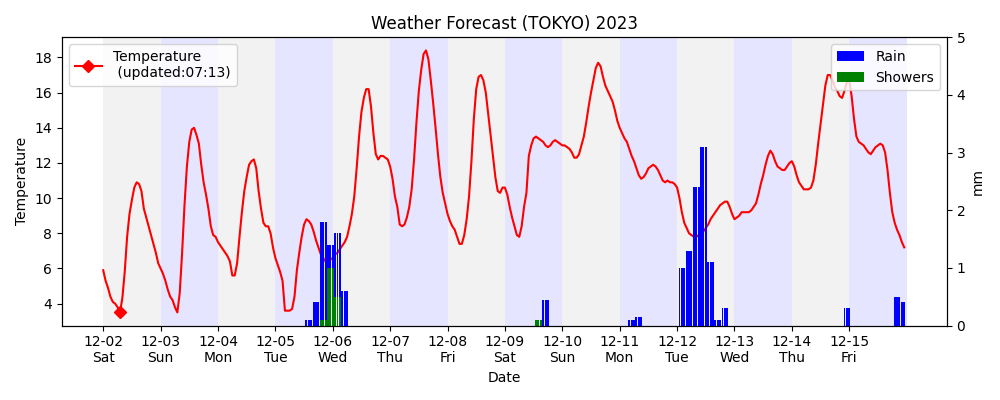 Weather Forecast (TOKYO) 2023
Temperature
(updated:07:13)
Rain
Showers
Temperature
18
16
14
12
10
8
6
4
5
4
3
2
1
0
mm
12-02 12-03 12-04 12-05 12-06 12-07 12-08 12-09 12-10 12-11 12-12 12-13 12-14 12-15
Sat Sun Mon Tue Wed Thu Fri Sat Sun Mon Tue Wed Thu Fri
Date